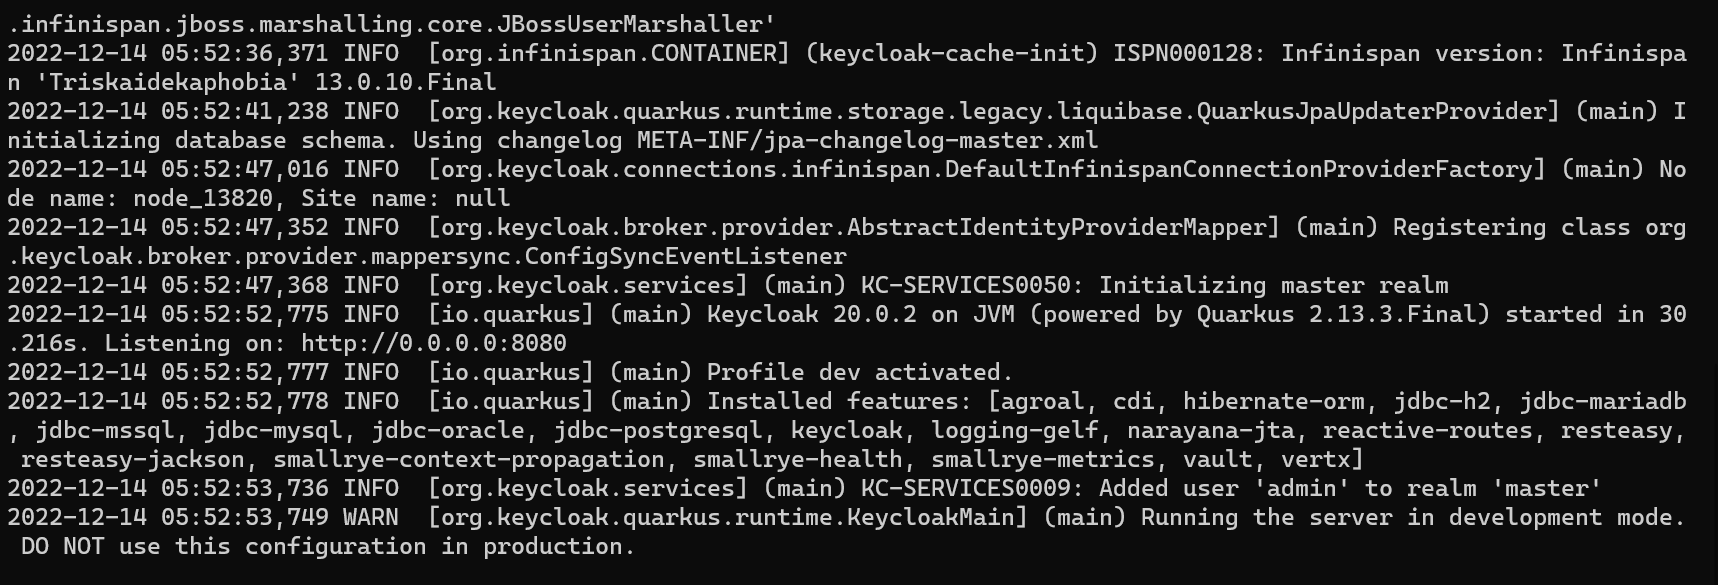 .infinispan.jboss.marshalling.core.JBossUserMarshaller'
2022-12-14 05:52:36,371 INFO  [org.infinispan.CONTAINER] (keycloak-cache-init) ISPN000128: Infinispan version: Infinispa
n 'Triskaidekaphobia' 13.0.10.Final
2022-12-14 05:52:41,238 INFO  [org.keycloak.quarkus.runtime.storage.legacy.liquibase.QuarkusJpaUpdaterProvider] (main) I
nitializing database schema. Using changelog META-INF/jpa-changelog-master.xml
2022-12-14 05:52:47,016 INFO  [org.keycloak.connections.infinispan.DefaultInfinispanConnectionProviderFactory] (main) No
de name: node_13820, Site name: null
2022-12-14 05:52:47,352 INFO  [org.keycloak.broker.provider.AbstractIdentityProviderMapper] (main) Registering class org
.keycloak.broker.provider.mappersync.ConfigSyncEventListener
2022-12-14 05:52:47,368 INFO  [org.keycloak.services] (main) KC-SERVICES0050: Initializing master realm
2022-12-14 05:52:52,775 INFO  [io.quarkus] (main) Keycloak 20.0.2 on JVM (powered by Quarkus 2.13.3.Final) started in 30
.216s. Listening on: http://0.0.0.0:8080
2022-12-14 05:52:52,777 INFO  [io.quarkus] (main) Profile dev activated.
2022-12-14 05:52:52,778 INFO  [io.quarkus] (main) Installed features: [agroal, cdi, hibernate-orm, jdbc-h2, jdbc-mariadb
, jdbc-mssql, jdbc-mysql, jdbc-oracle, jdbc-postgresql, keycloak, logging-gelf, narayana-jta, reactive-routes, resteasy,
 resteasy-jackson, smallrye-context-propagation, smallrye-health, smallrye-metrics, vault, vertx]
2022-12-14 05:52:53,736 INFO  [org.keycloak.services] (main) KC-SERVICES0009: Added user 'admin' to realm 'master'
2022-12-14 05:52:53,749 WARN  [org.keycloak.quarkus.runtime.KeycloakMain] (main) Running the server in development mode.
 DO NOT use this configuration in production.